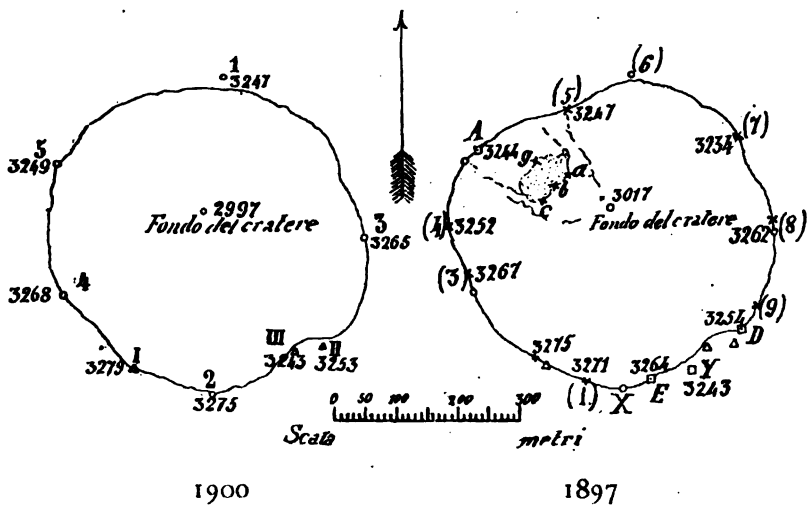 1
3247
5
3249
2997
Fondo del cratere
3
3265
4
3268
I
3279
III
3243
II
3253
2
3275
(6)
(5)
3247
A
3244
g
a
b
c
(7)
3234
3017
Fondo del cratere
(4)
3252
(8)
3262
(3)
3267
(9)
3254
D
3275
3271
(1)
X
3264
E
Y
3243
0 50 100 200 300
Scala metri
1900
1897